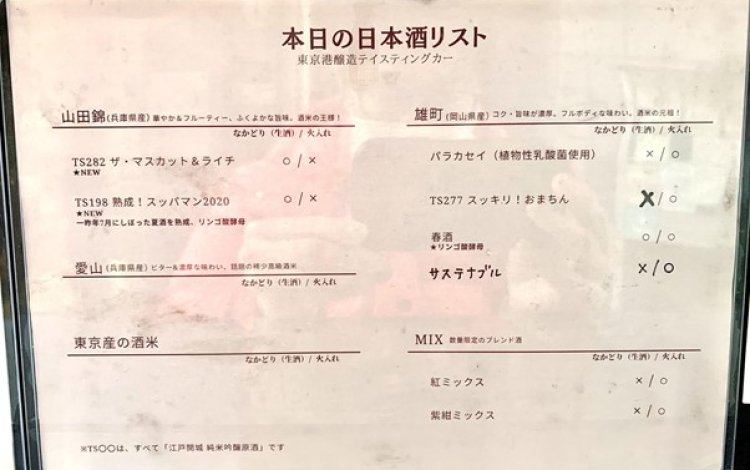 本日の日本酒リスト
東京港醸造テイスティングカー
山田錦(兵庫県産)華やか&フルーティー、ふくよかな旨味。酒米の王様!
なかどり(生酒)/火入れ
TS282 ザ・マスカット&ライチ ○/×
★NEW
TS198 熟成!スッパマン2020 ○/×
★NEW
一昨年7月にしぼった夏酒を熟成、リンゴ酸酵母
愛山(兵庫県産)ビター&濃厚な味わい、話題の稀少高級酒米
なかどり(生酒)/火入れ
東京産の酒米
なかどり(生酒)/火入れ
※TS○○は、すべて「江戸開城 純米吟醸原酒」です
雄町(岡山県産)コク・旨味が濃厚。フルボディな味わい。酒米の元祖!
なかどり(生酒)/火入れ
パラカセイ(植物性乳酸菌使用) ×/○
TS277 スッキリ!おまちん ×/○
春酒 ○/○
★リンゴ酸酵母
サステナブル ×/○
MIX 数量限定のブレンド酒
なかどり(生酒)/火入れ
紅ミックス ×/○
紫紺ミックス ×/○